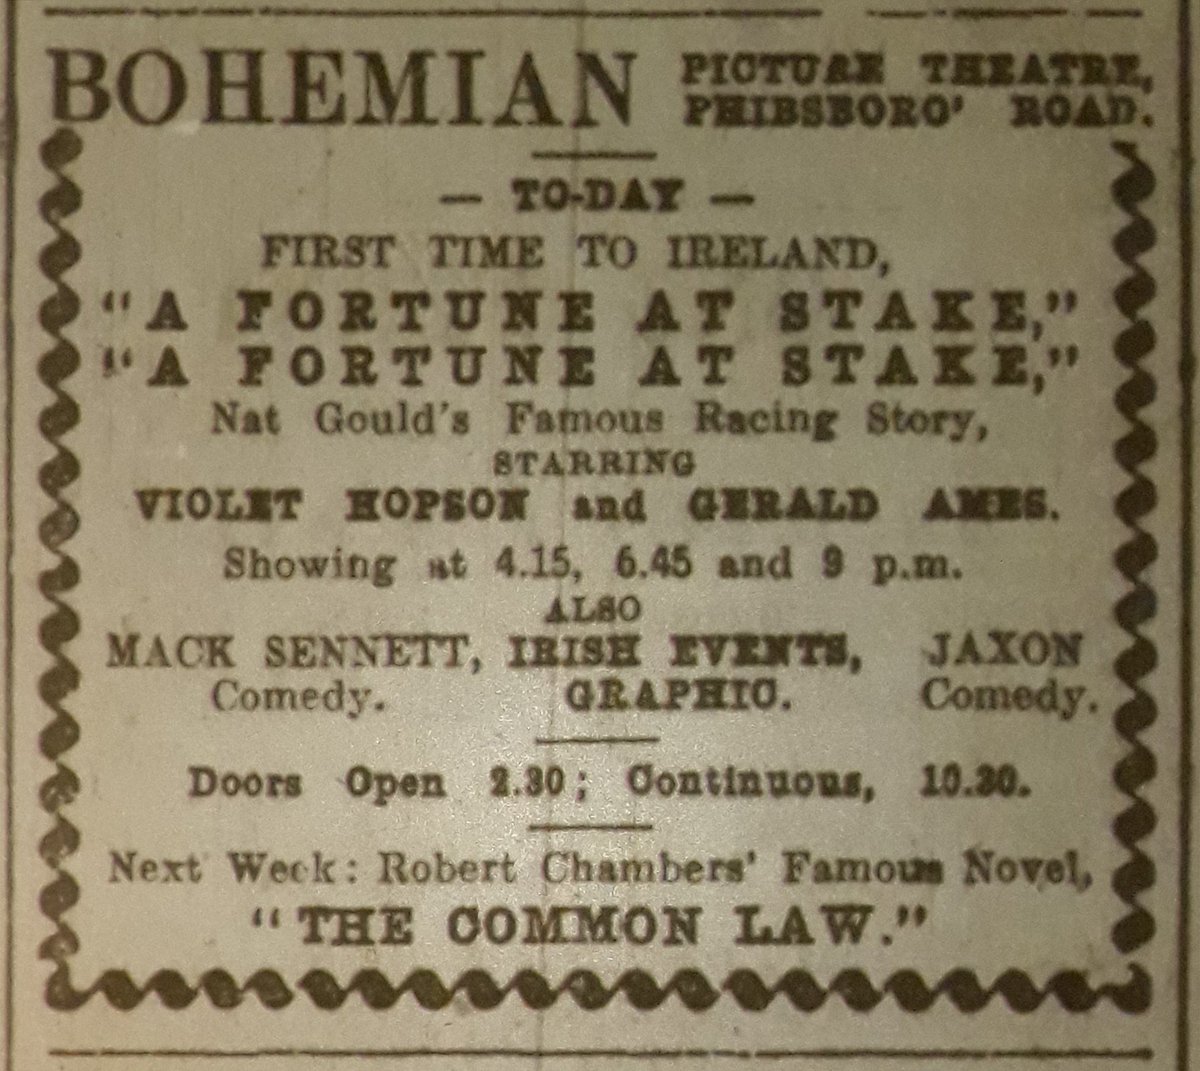 BOHEMIAN PICTURE THEATRE,
PHIBSBORO' ROAD.
— TO-DAY —
FIRST TIME TO IRELAND,
"A FORTUNE AT STAKE,"
"A FORTUNE AT STAKE,"
Nat Gould's Famous Racing Story,
STARRING
VIOLET HOPSON and GERALD AMES.
Showing at 4.15, 6.45 and 9 p.m.
ALSO
MACK SENNETT, IRISH EVENTS, JAXON
Comedy. GRAPHIC. Comedy.
Doors Open 2.30; Continuous, 10.30.
Next Week: Robert Chambers' Famous Novel,
"THE COMMON LAW."